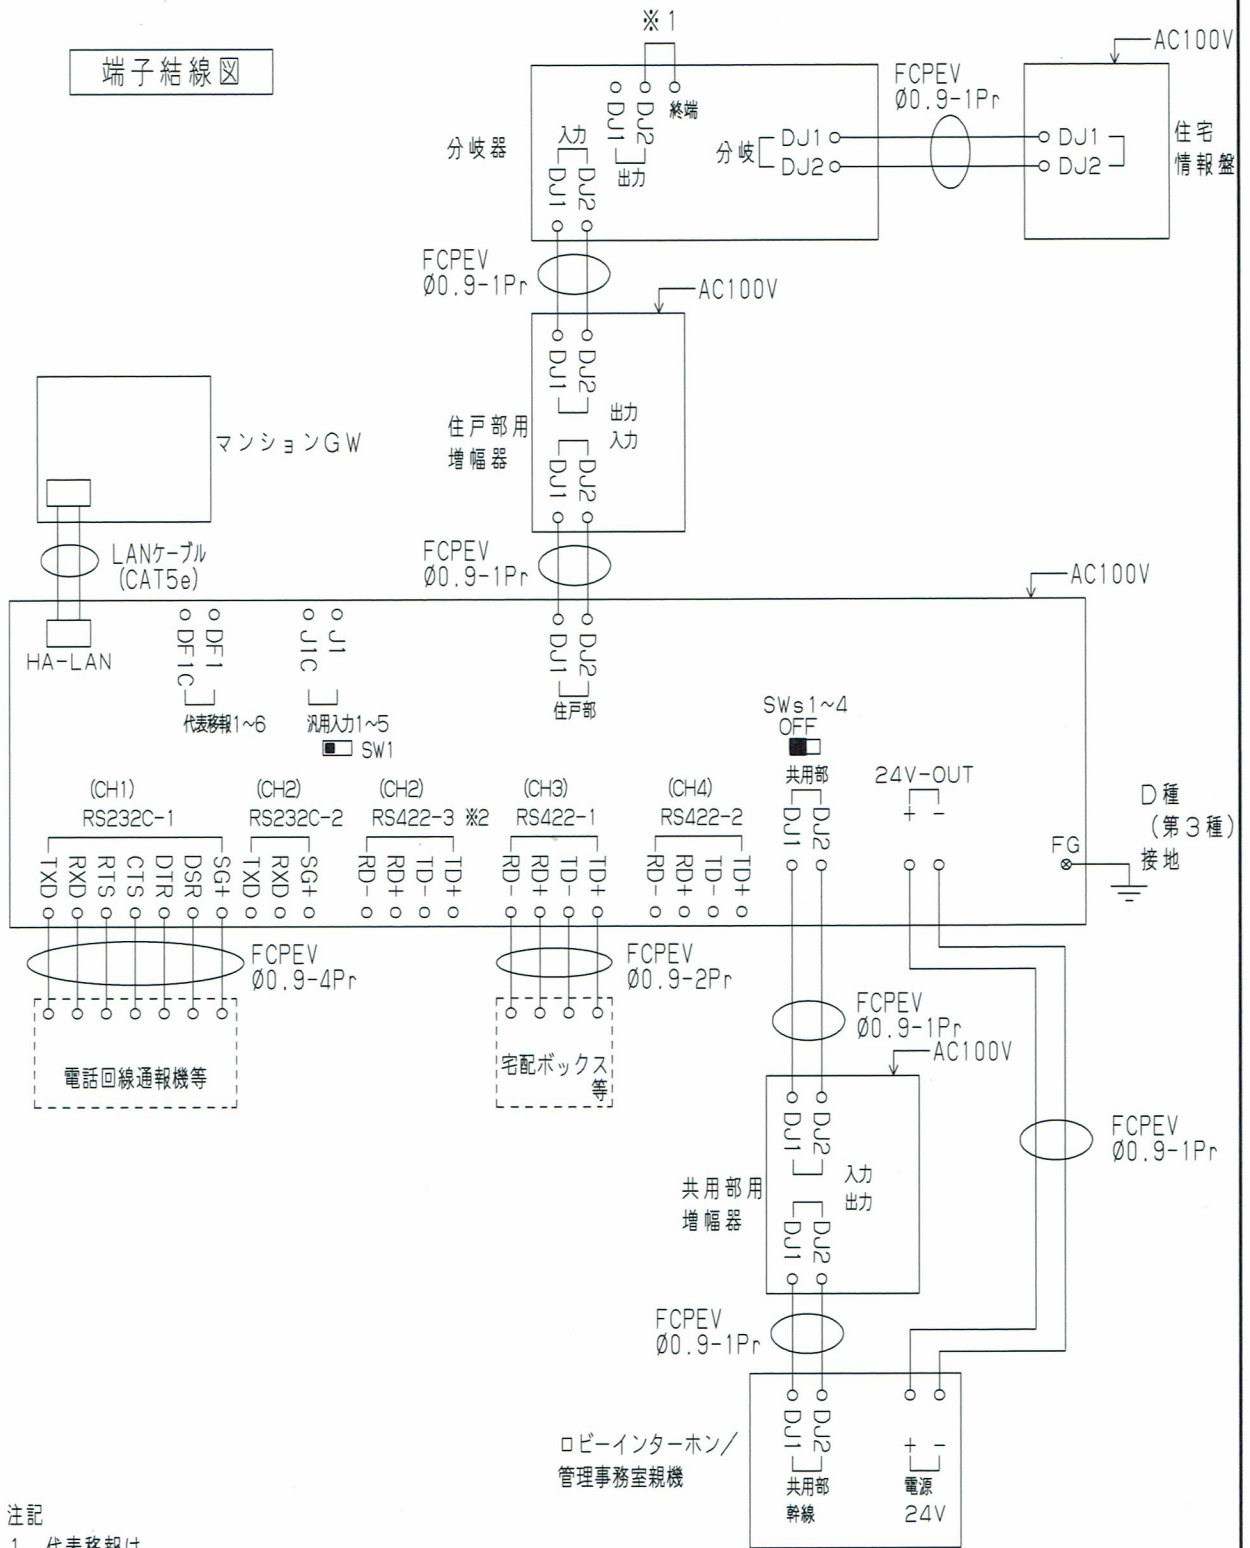 端子結線図
※1
AC100V
FCPEV
Ø0.9-1Pr
分岐器
入力
DJ1
DJ2
DJ1
DJ2
出力
終端
分岐
DJ1
DJ2
DJ1
DJ2
住宅
情報盤
FCPEV
Ø0.9-1Pr
AC100V
DJ1
DJ2
出力
入力
DJ1
DJ2
住戸部用
増幅器
マンションGW
LANケーブル
(CAT5e)
FCPEV
Ø0.9-1Pr
AC100V
HA-LAN
DF1C
DF1
代表移報1~6
J1C
J1
汎用入力1~5
SW1
DJ1
DJ2
住戸部
SWs1~4
OFF
共用部
DJ1
DJ2
24V-OUT
+ -
D種
(第3種)
接地
FG
(CH1)
RS232C-1
TXD
RXD
RTS
CTS
DTR
DSR
SG+
(CH2)
RS232C-2
TXD
RXD
SG+
(CH2)
RS422-3 ※2
RD-
RD+
TD-
TD+
(CH3)
RS422-1
RD-
RD+
TD-
TD+
(CH4)
RS422-2
RD-
RD+
TD-
TD+
FCPEV
Ø0.9-4Pr
FCPEV
Ø0.9-2Pr
電話回線通報機等
宅配ボックス
等
FCPEV
Ø0.9-1Pr
AC100V
DJ1
DJ2
入力
出力
DJ1
DJ2
共用部用
増幅器
FCPEV
Ø0.9-1Pr
FCPEV
Ø0.9-1Pr
ロビーインターホン/
管理事務室親機
DJ1
DJ2
共用部
幹線
+ -
電源
24V
注記